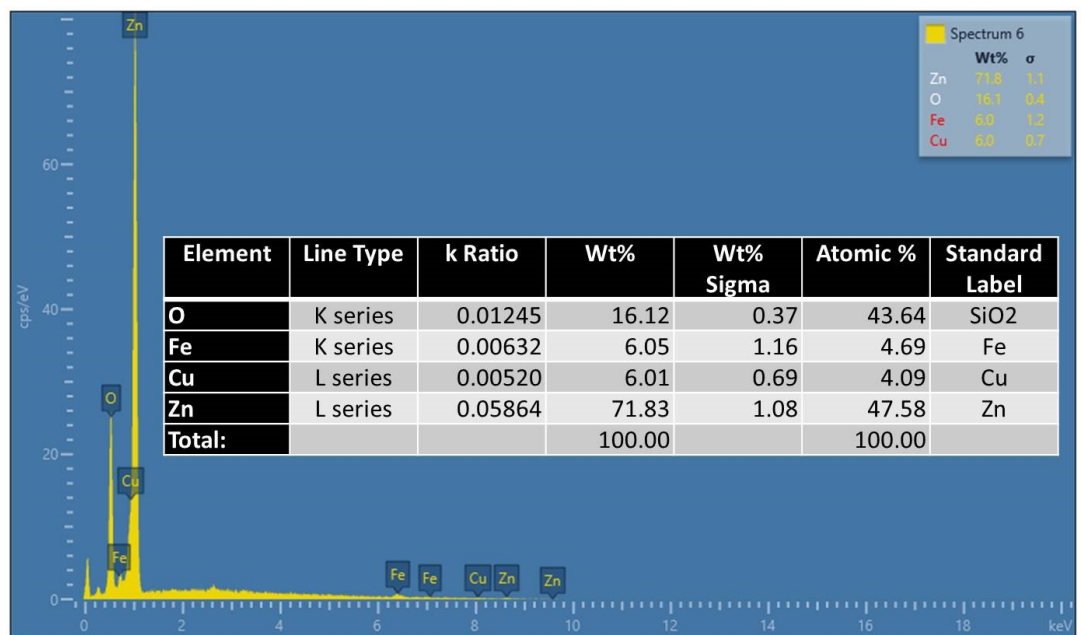 Zn
Spectrum 6
Wt% σ
Zn 71.8 1.1
O 16.1 0.4
Fe 6.0 1.2
Cu 6.0 0.7
60
Element Line Type k Ratio Wt% Wt% Sigma Atomic % Standard Label
O K series 0.01245 16.12 0.37 43.64 SiO2
Fe K series 0.00632 6.05 1.16 4.69 Fe
Cu L series 0.00520 6.01 0.69 4.09 Cu
Zn L series 0.05864 71.83 1.08 47.58 Zn
Total: 100.00 100.00
cps/eV
40
O
20
Cu
Fe
Fe Fe Cu Zn Zn
0
0 2 4 6 8 10 12 14 16 18 keV